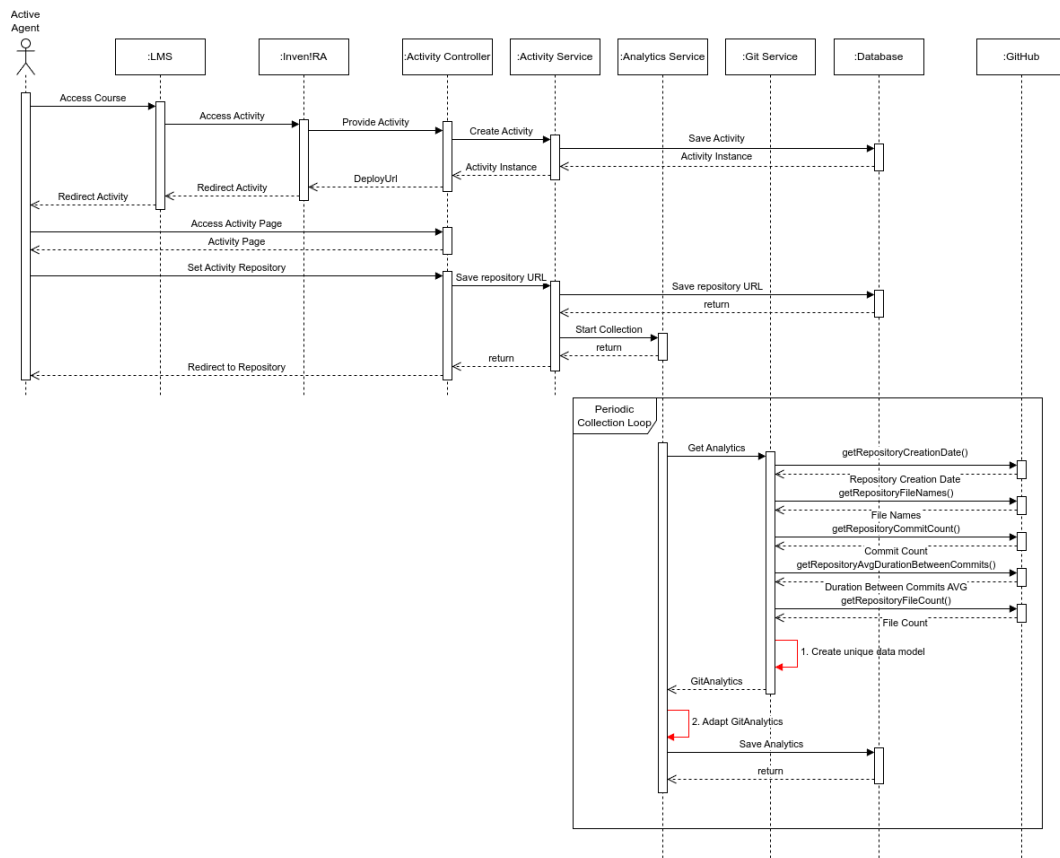 Active
Agent
:LMS
:Inven!RA
:Activity Controller
:Activity Service
:Analytics Service
:Git Service
:Database
:GitHub
Access Course
Access Activity
Provide Activity
Create Activity
Save Activity
Activity Instance
Activity Instance
DeployUrl
Redirect Activity
Redirect Activity
Access Activity Page
Activity Page
Set Activity Repository
Save repository URL
Save repository URL
return
Start Collection
return
return
Redirect to Repository
Periodic
Collection Loop
Get Analytics
getRepositoryCreationDate()
Repository Creation Date
getRepositoryFileNames()
File Names
getRepositoryCommitCount()
Commit Count
getRepositoryAvgDurationBetweenCommits()
Duration Between Commits AVG
getRepositoryFileCount()
File Count
1. Create unique data model
GitAnalytics
2. Adapt GitAnalytics
Save Analytics
return